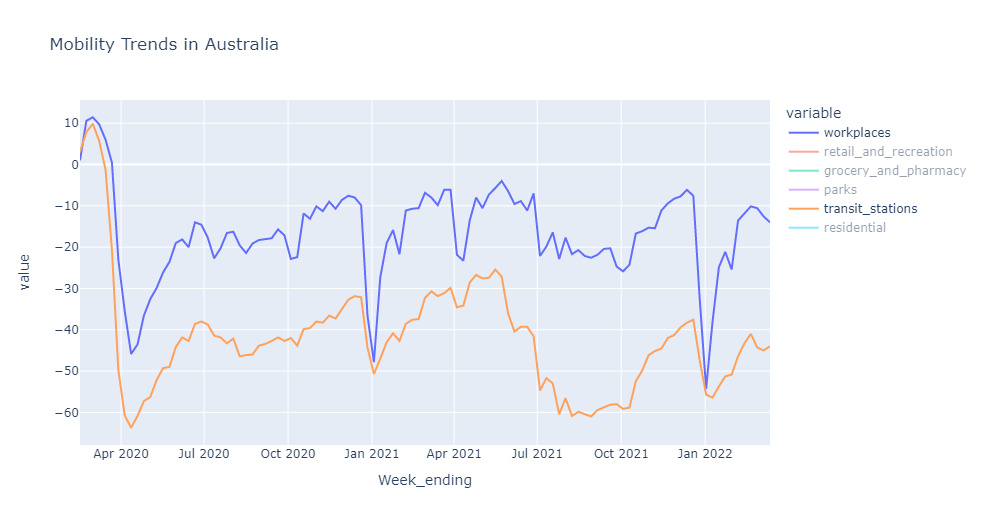 Mobility Trends in Australia
variable
workplaces
retail_and_recreation
grocery_and_pharmacy
parks
transit_stations
residential
value
10
0
−10
−20
−30
−40
−50
−60
Apr 2020 Jul 2020 Oct 2020 Jan 2021 Apr 2021 Jul 2021 Oct 2021 Jan 2022
Week_ending